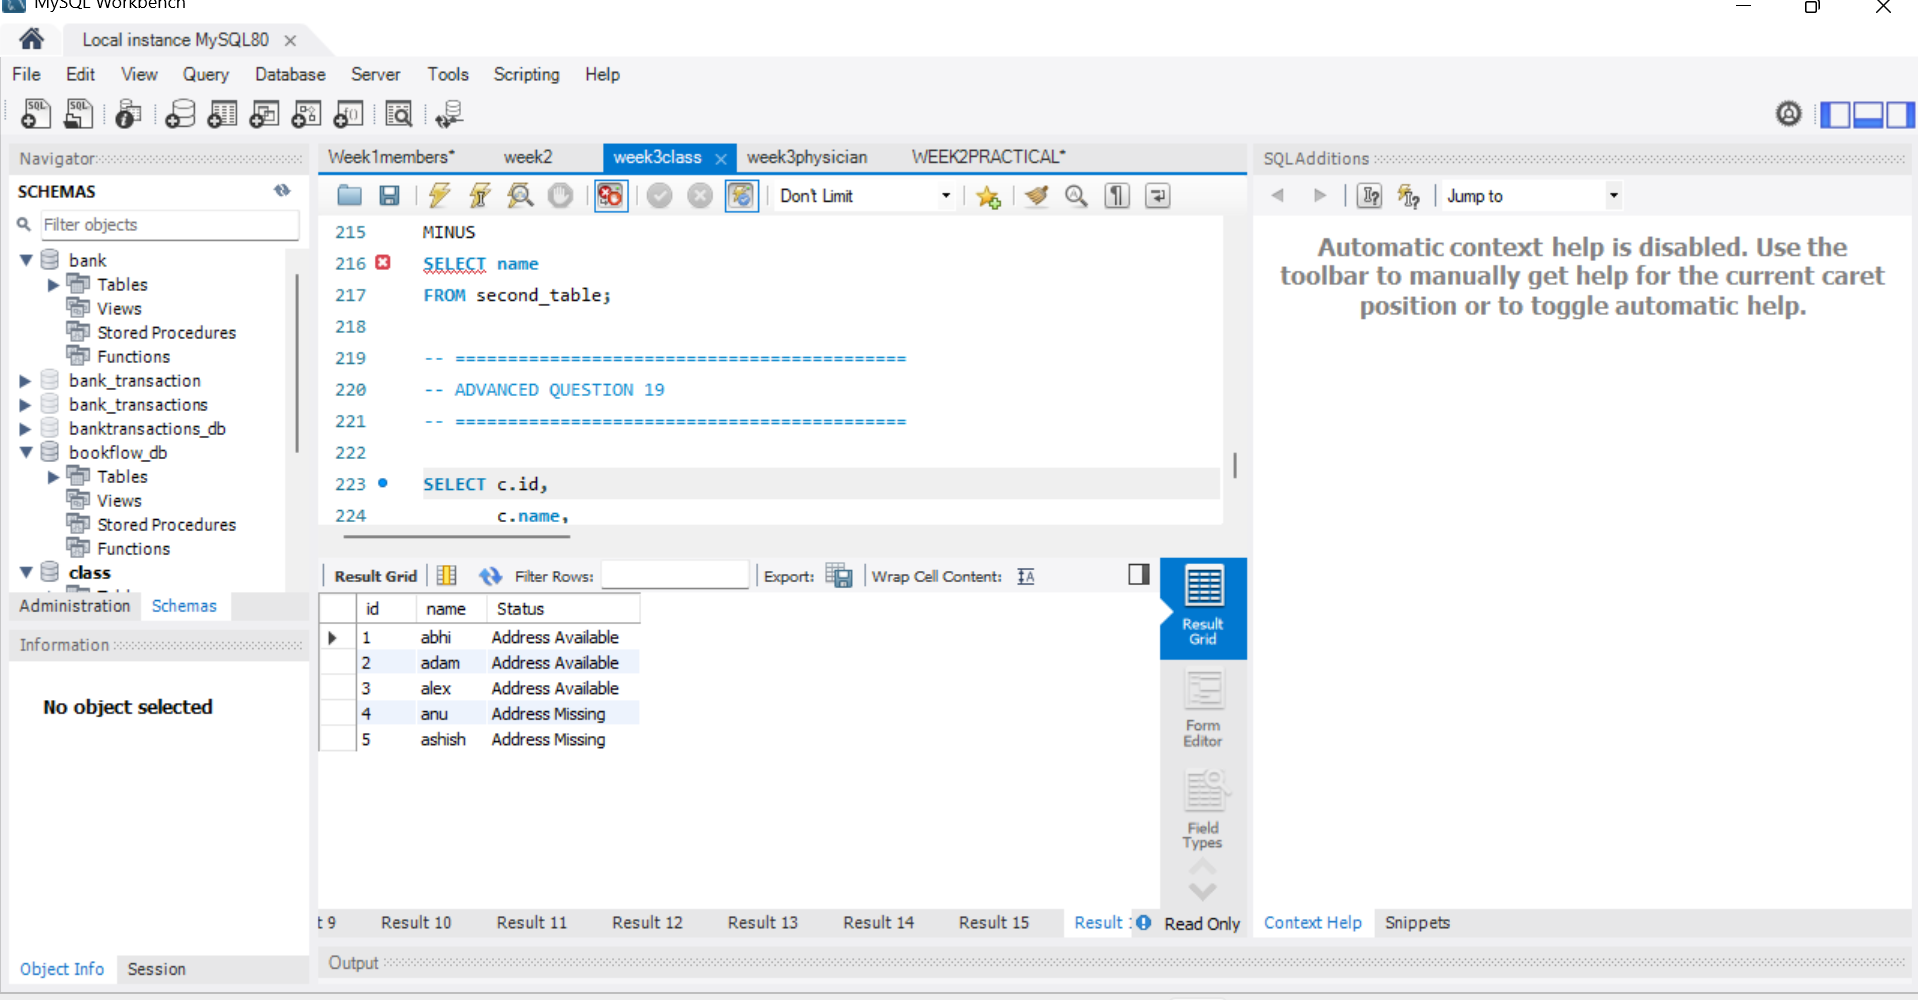 MySQL Workbench
Local instance MySQL80
File Edit View Query Database Server Tools Scripting Help
Navigator
SCHEMAS
Filter objects
bank
Tables
Views
Stored Procedures
Functions
bank_transaction
bank_transactions
banktransactions_db
bookflow_db
Tables
Views
Stored Procedures
Functions
class
Administration Schemas
Information
No object selected
Object Info Session
Week1members* week2 week3class week3physician WEEK2PRACTICAL*
Don't Limit
215 MINUS
216 SELECT name
217 FROM second_table;
218
219 -- ===========================================
220 -- ADVANCED QUESTION 19
221 -- ===========================================
222
223 SELECT c.id,
224 c.name,
Result Grid Filter Rows: Export: Wrap Cell Content:
id name Status
1 abhi Address Available
2 adam Address Available
3 alex Address Available
4 anu Address Missing
5 ashish Address Missing
Result
Grid
Form
Editor
Field
Types
t 9 Result 10 Result 11 Result 12 Result 13 Result 14 Result 15 Result Read Only
Output
SQLAdditions
Jump to
Automatic context help is disabled. Use the
toolbar to manually get help for the current caret
position or to toggle automatic help.
Context Help Snippets